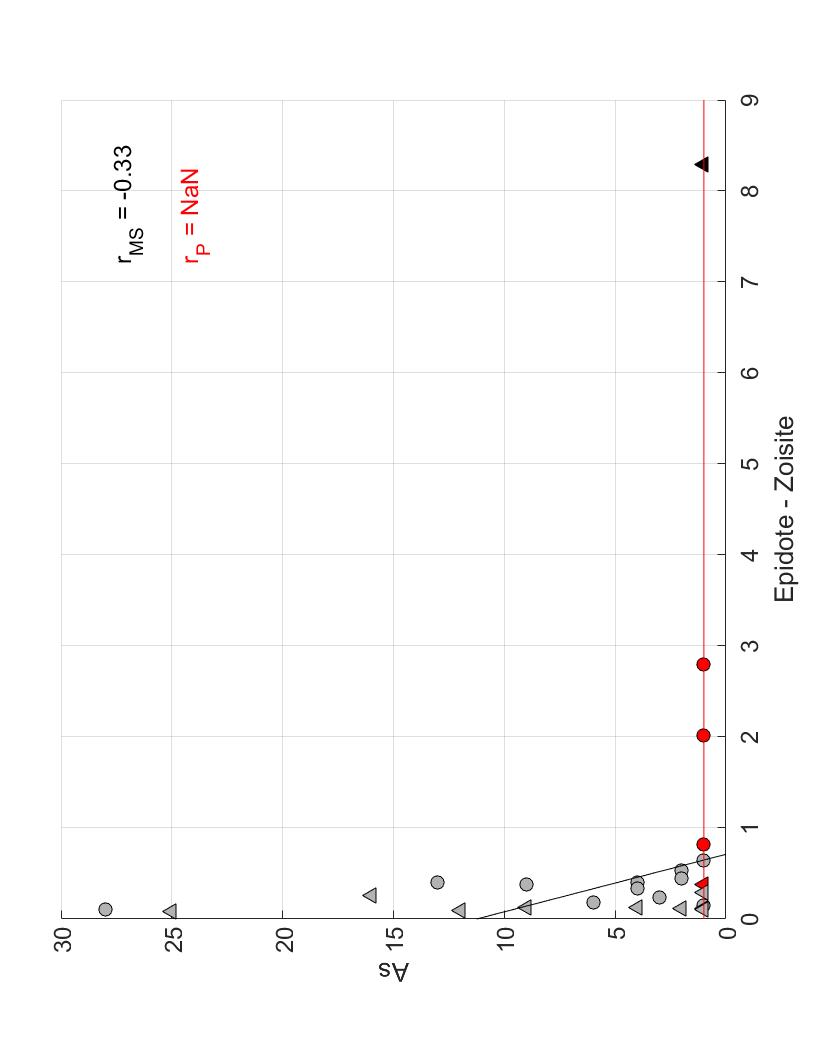 30
25
20
15
10
5
0
As
r_MS = -0.33
r_P = NaN
0 1 2 3 4 5 6 7 8 9
Epidote - Zoisite